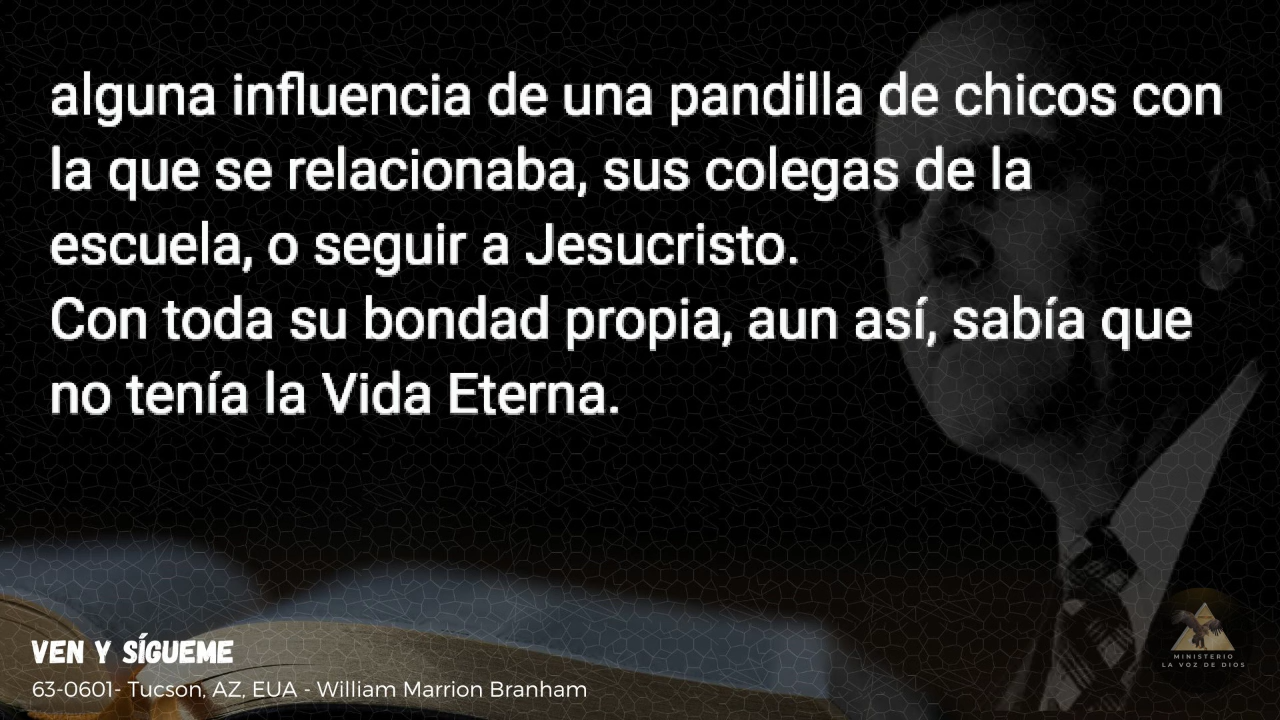 alguna influencia de una pandilla de chicos con
la que se relacionaba, sus colegas de la
escuela, o seguir a Jesucristo.
Con toda su bondad propia, aun así, sabía que
no tenía la Vida Eterna.
VEN Y SÍGUEME
63-0601- Tucson, AZ, EUA - William Marrion Branham
MINISTERIO
LA VOZ DE DIOS